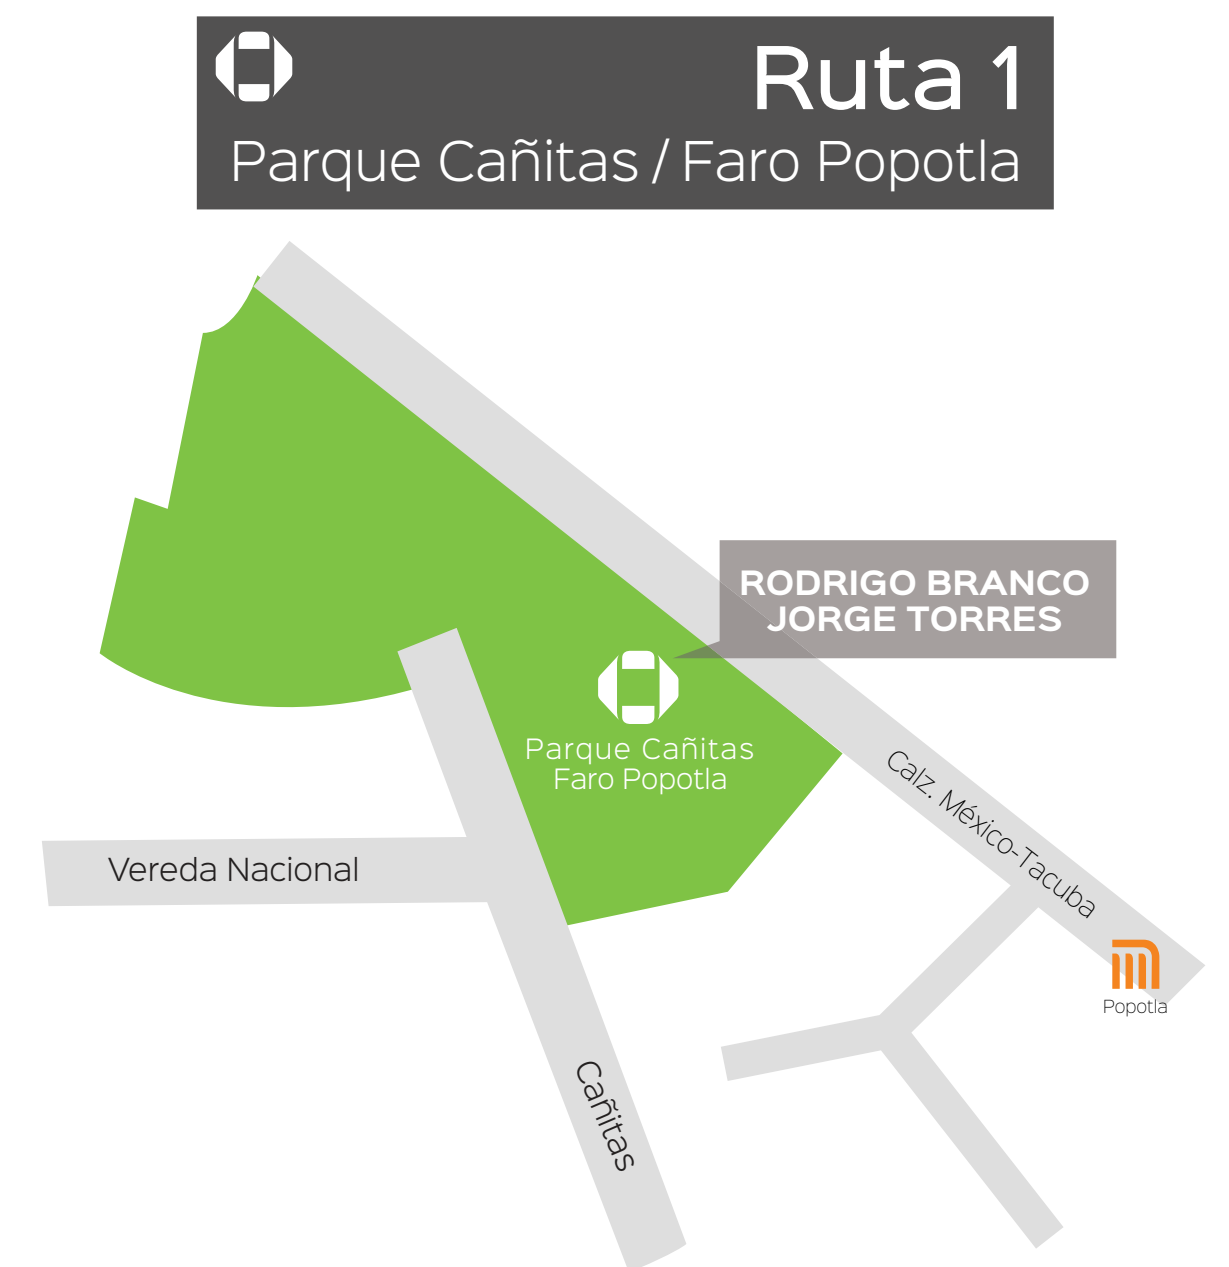 Ruta 1
Parque Cañitas / Faro Popotla
RODRIGO BRANCO
JORGE TORRES
Parque Cañitas
Faro Popotla
Calz. México-Tacuba
Vereda Nacional
Popotla
Cañitas